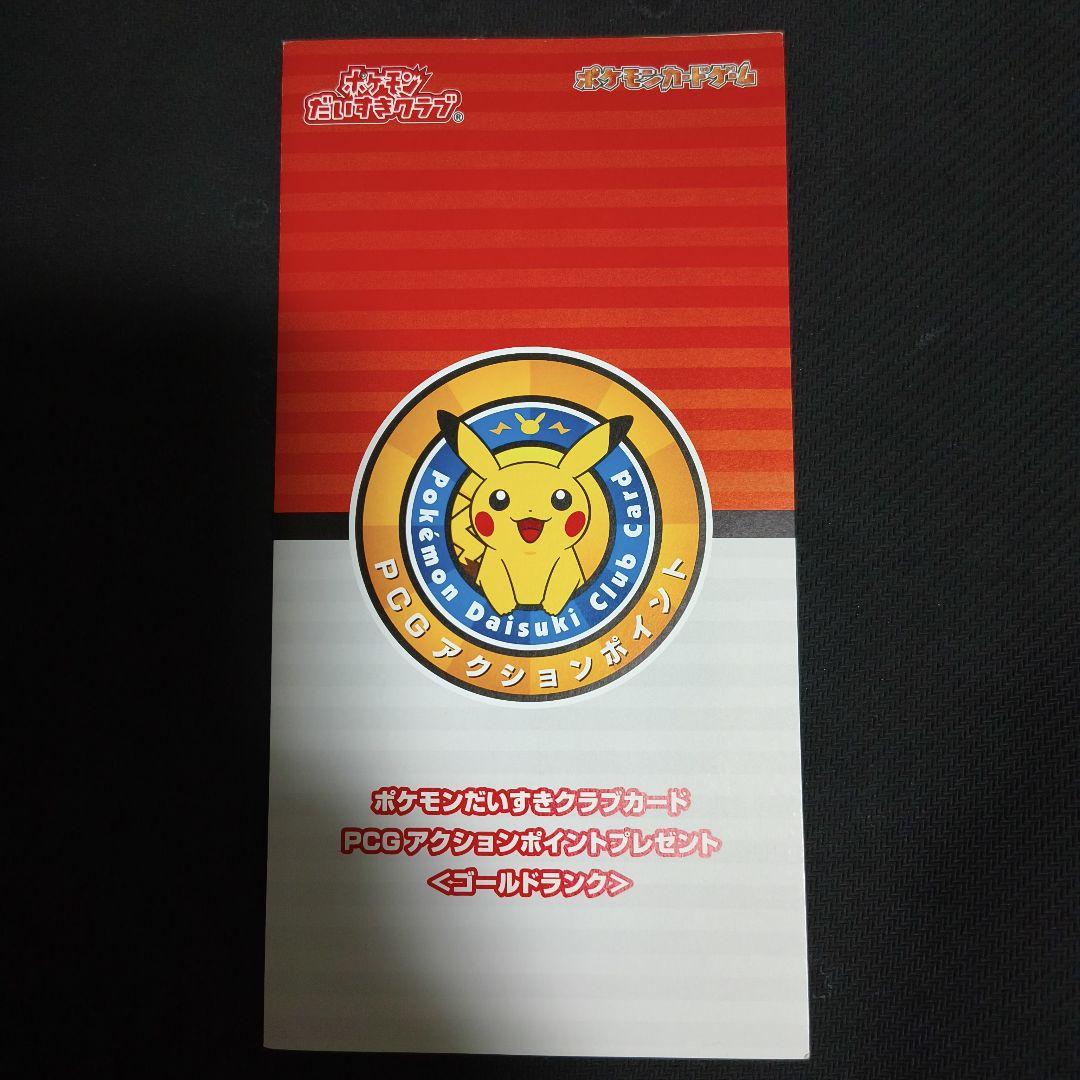 ポケモン
だいすきクラブ®
ポケモンカードゲーム
Pokémon Daisuki Club Card
PCGアクションポイント
ポケモンだいすきクラブカード
PCGアクションポイントプレゼント
<ゴールドランク>